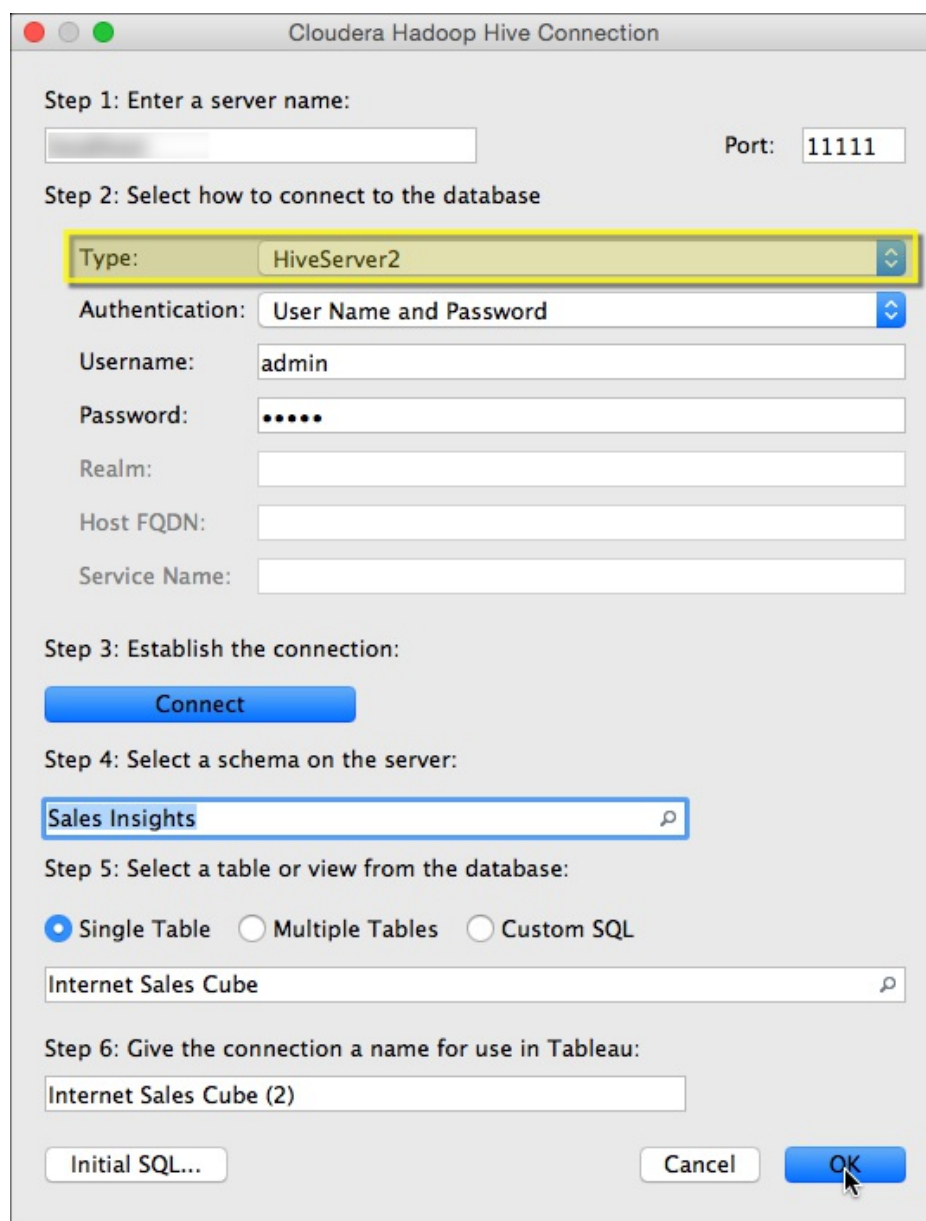 Cloudera Hadoop Hive Connection
Step 1: Enter a server name:
Port: 11111
Step 2: Select how to connect to the database
Type: HiveServer2
Authentication: User Name and Password
Username: admin
Password: •••••
Realm:
Host FQDN:
Service Name:
Step 3: Establish the connection:
Connect
Step 4: Select a schema on the server:
Sales Insights
Step 5: Select a table or view from the database:
Single Table Multiple Tables Custom SQL
Internet Sales Cube
Step 6: Give the connection a name for use in Tableau:
Internet Sales Cube (2)
Initial SQL... Cancel OK